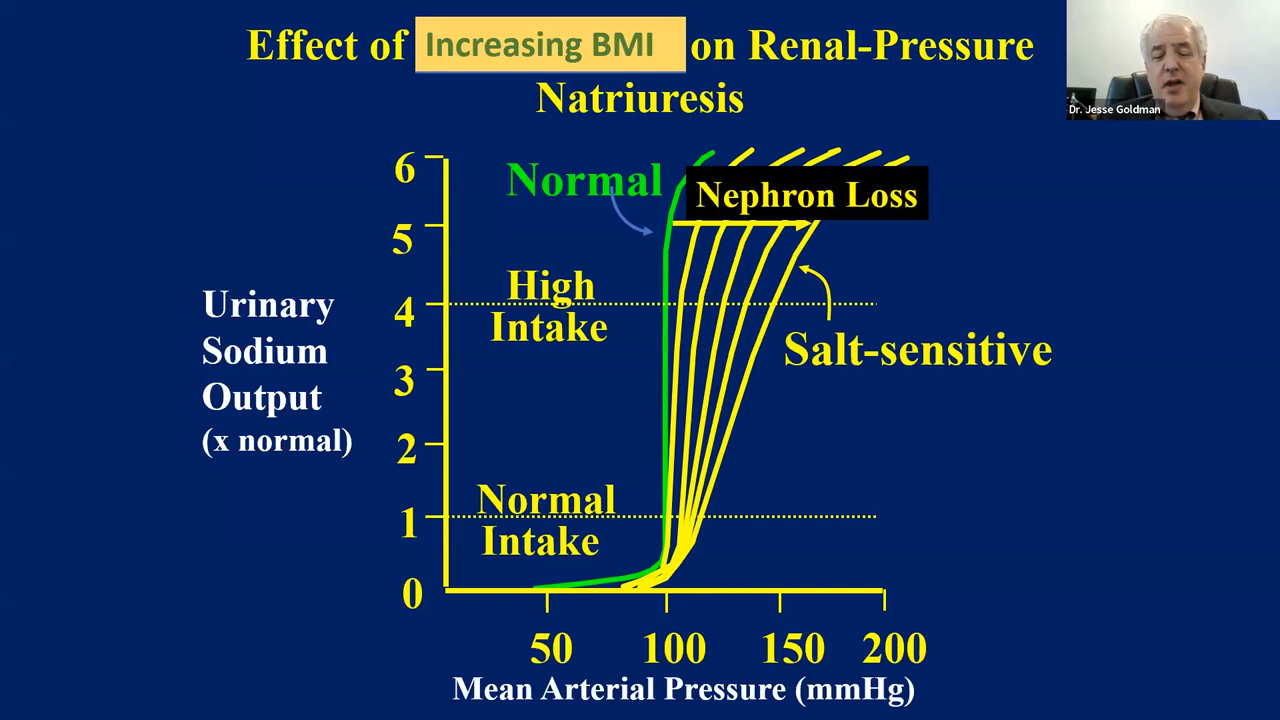 Effect of Increasing BMI on Renal-Pressure
Natriuresis
Dr. Jesse Goldman
6
Normal
Nephron Loss
5
High
Intake
4
Urinary
Sodium
Output
(x normal)
Salt-sensitive
3
2
Normal
Intake
1
0
50 100 150 200
Mean Arterial Pressure (mmHg)